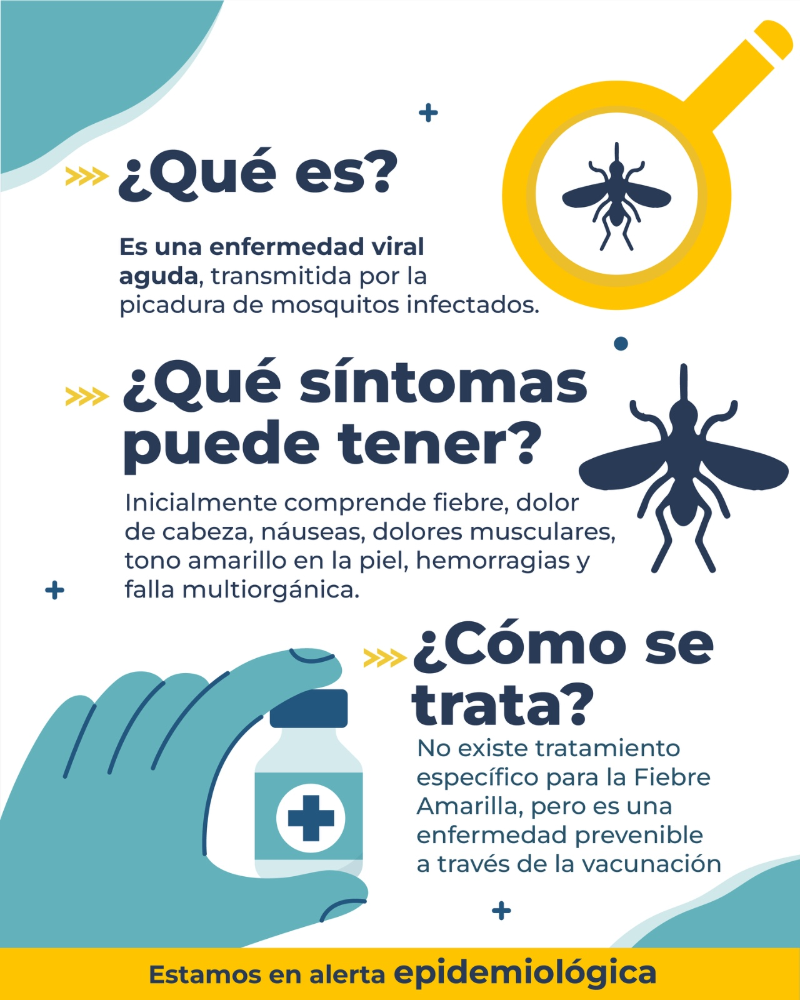 ¿Qué es?
Es una enfermedad viral
aguda, transmitida por la
picadura de mosquitos infectados.
¿Qué síntomas
puede tener?
Inicialmente comprende fiebre, dolor
de cabeza, náuseas, dolores musculares,
tono amarillo en la piel, hemorragias y
falla multiorgánica.
¿Cómo se
trata?
No existe tratamiento
específico para la Fiebre
Amarilla, pero es una
enfermedad prevenible
a través de la vacunación
Estamos en alerta epidemiológica